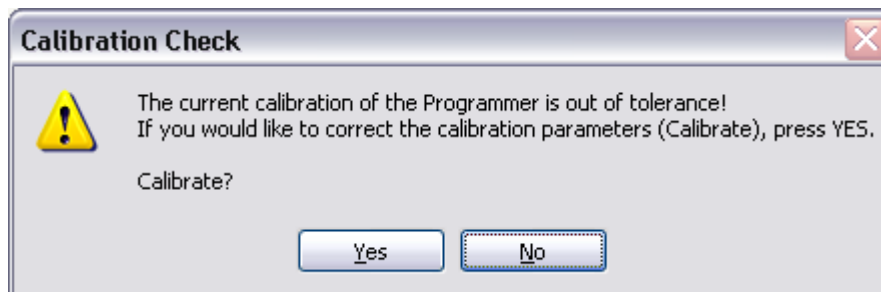 Calibration Check
The current calibration of the Programmer is out of tolerance!
If you would like to correct the calibration parameters (Calibrate), press YES.
Calibrate?
Yes No